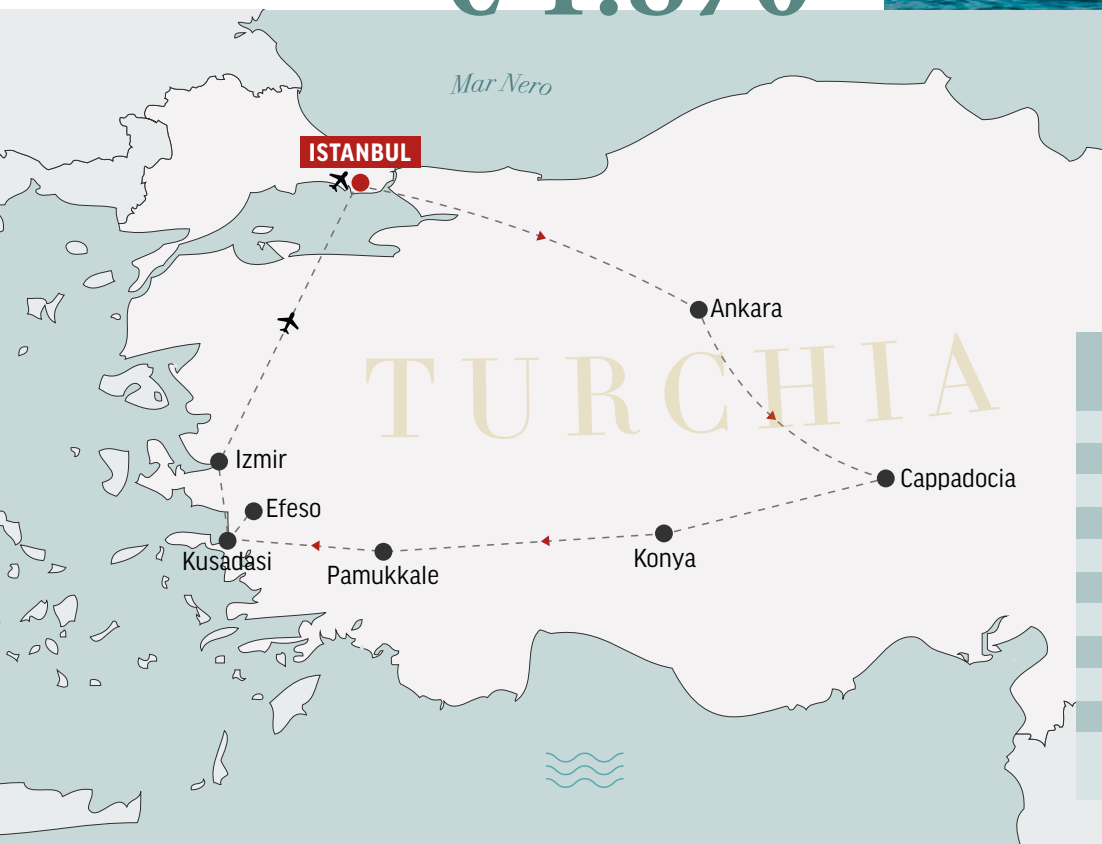 Mar Nero
ISTANBUL
Ankara
TURCHIA
Izmir
Cappadocia
Efeso
Kusadasi
Konya
Pamukkale